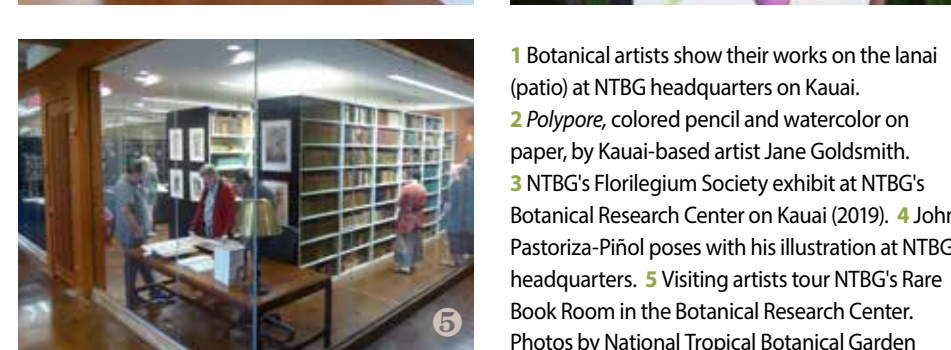 5
1 Botanical artists show their works on the lanai
(patio) at NTBG headquarters on Kauai.
2 Polypore, colored pencil and watercolor on
paper, by Kauai-based artist Jane Goldsmith.
3 NTBG's Florilegium Society exhibit at NTBG's
Botanical Research Center on Kauai (2019). 4 John
Pastoriza-Piñol poses with his illustration at NTBG
headquarters. 5 Visiting artists tour NTBG's Rare
Book Room in the Botanical Research Center.
Photos by National Tropical Botanical Garden